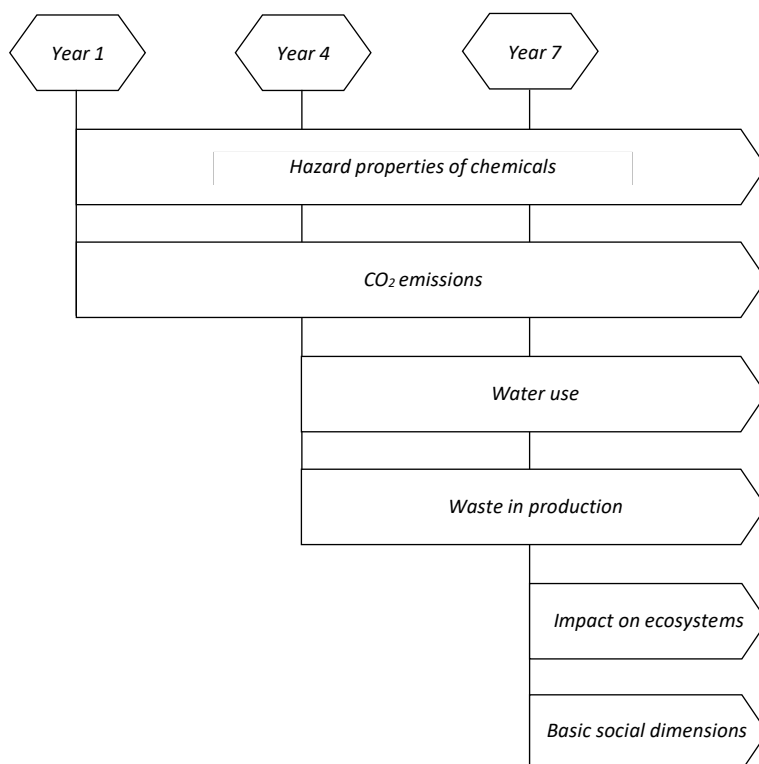 Year 1
Year 4
Year 7
Hazard properties of chemicals
CO₂ emissions
Water use
Waste in production
Impact on ecosystems
Basic social dimensions